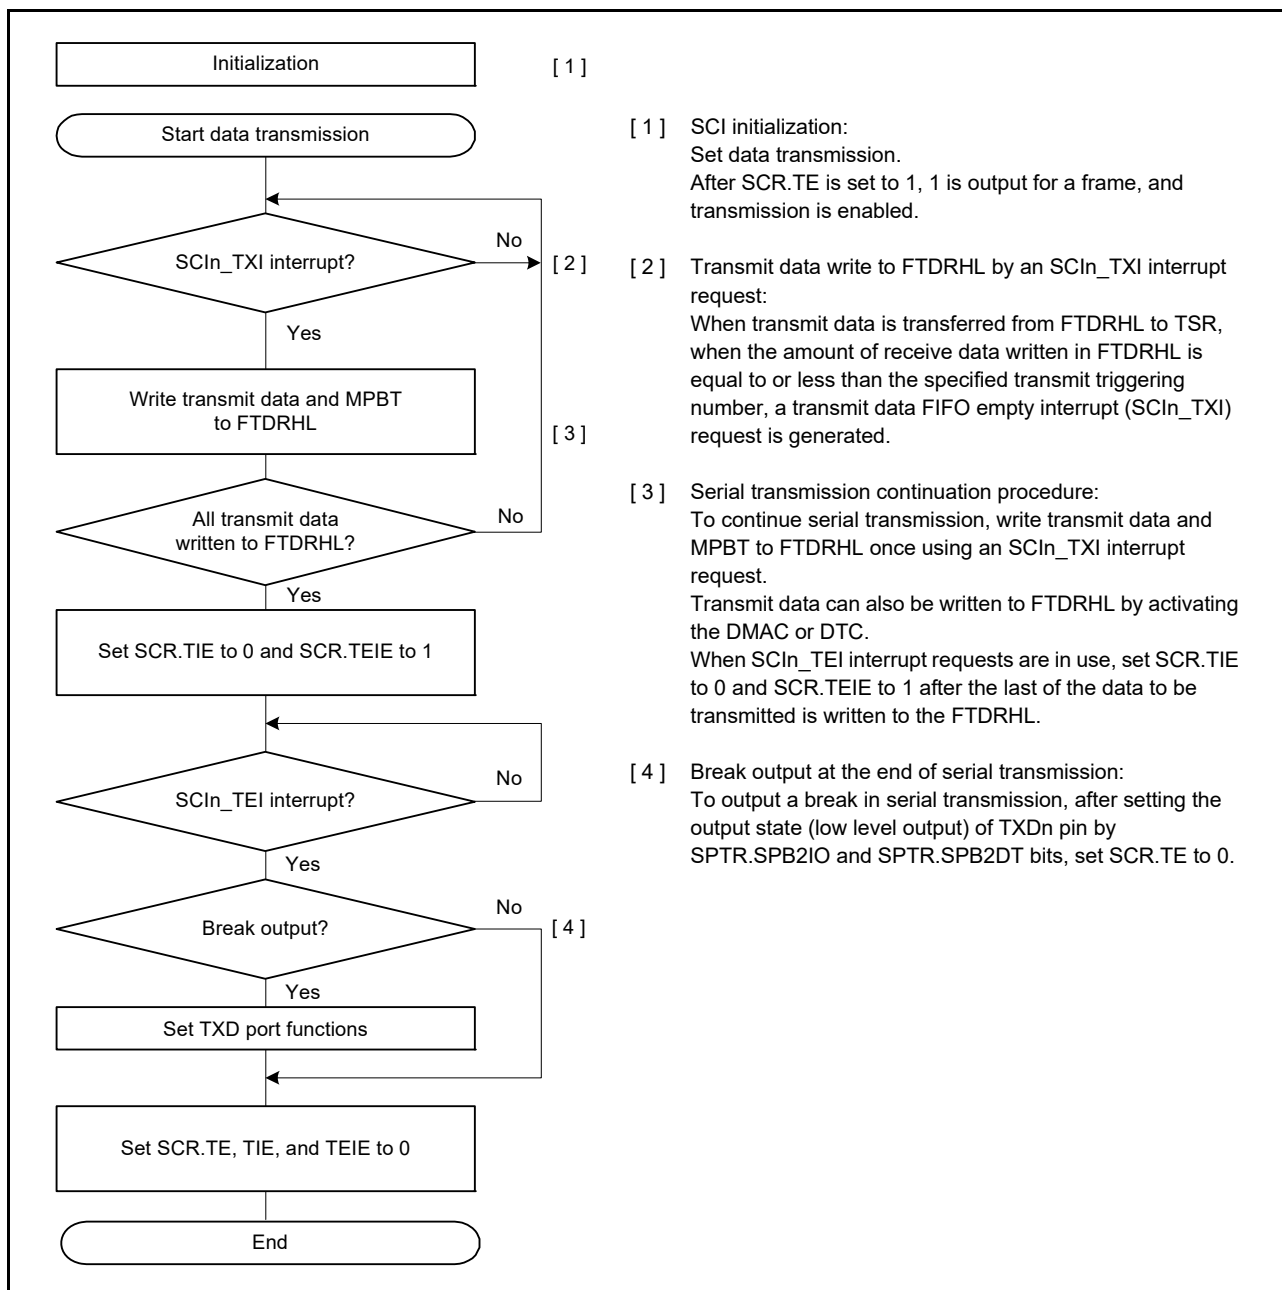 Initialization
[ 1 ]
Start data transmission
SCIn_TXI interrupt?
No
[ 2 ]
Yes
Write transmit data and MPBT
to FTDRHL
[ 3 ]
All transmit data
written to FTDRHL?
No
Yes
Set SCR.TIE to 0 and SCR.TEIE to 1
SCIn_TEI interrupt?
No
Yes
Break output?
No
[ 4 ]
Yes
Set TXD port functions
Set SCR.TE, TIE, and TEIE to 0
End
[ 1 ] SCI initialization:
Set data transmission.
After SCR.TE is set to 1, 1 is output for a frame, and
transmission is enabled.
[ 2 ] Transmit data write to FTDRHL by an SCIn_TXI interrupt
request:
When transmit data is transferred from FTDRHL to TSR,
when the amount of receive data written in FTDRHL is
equal to or less than the specified transmit triggering
number, a transmit data FIFO empty interrupt (SCIn_TXI)
request is generated.
[ 3 ] Serial transmission continuation procedure:
To continue serial transmission, write transmit data and
MPBT to FTDRHL once using an SCIn_TXI interrupt
request.
Transmit data can also be written to FTDRHL by activating
the DMAC or DTC.
When SCIn_TEI interrupt requests are in use, set SCR.TIE
to 0 and SCR.TEIE to 1 after the last of the data to be
transmitted is written to the FTDRHL.
[ 4 ] Break output at the end of serial transmission:
To output a break in serial transmission, after setting the
output state (low level output) of TXDn pin by
SPTR.SPB2IO and SPTR.SPB2DT bits, set SCR.TE to 0.